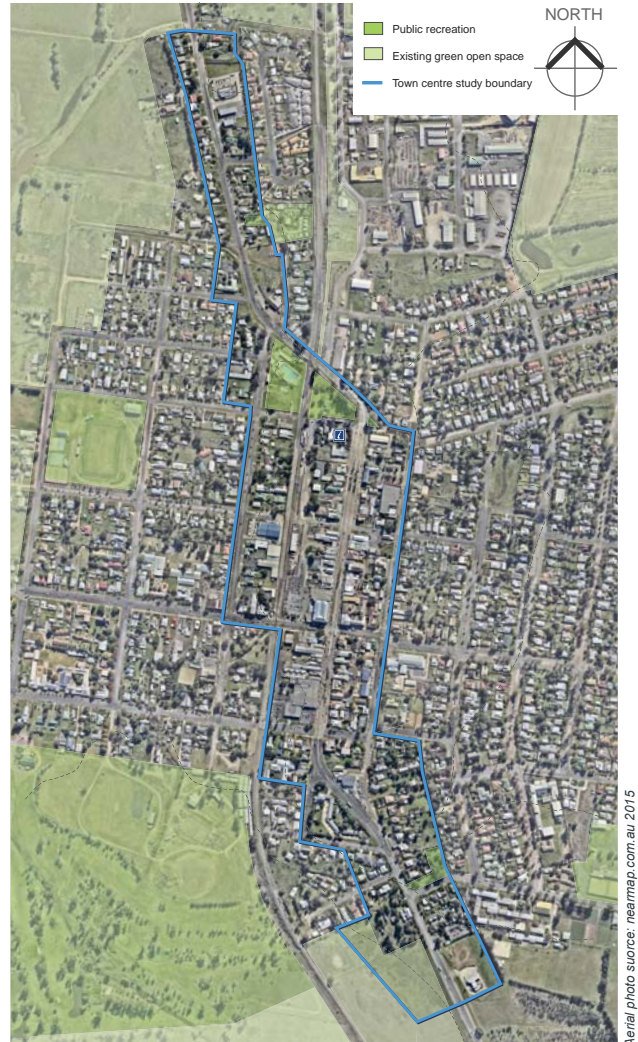 NORTH
Public recreation
Existing green open space
Town centre study boundary
Aerial photo suorce: nearmap.com.au 2015